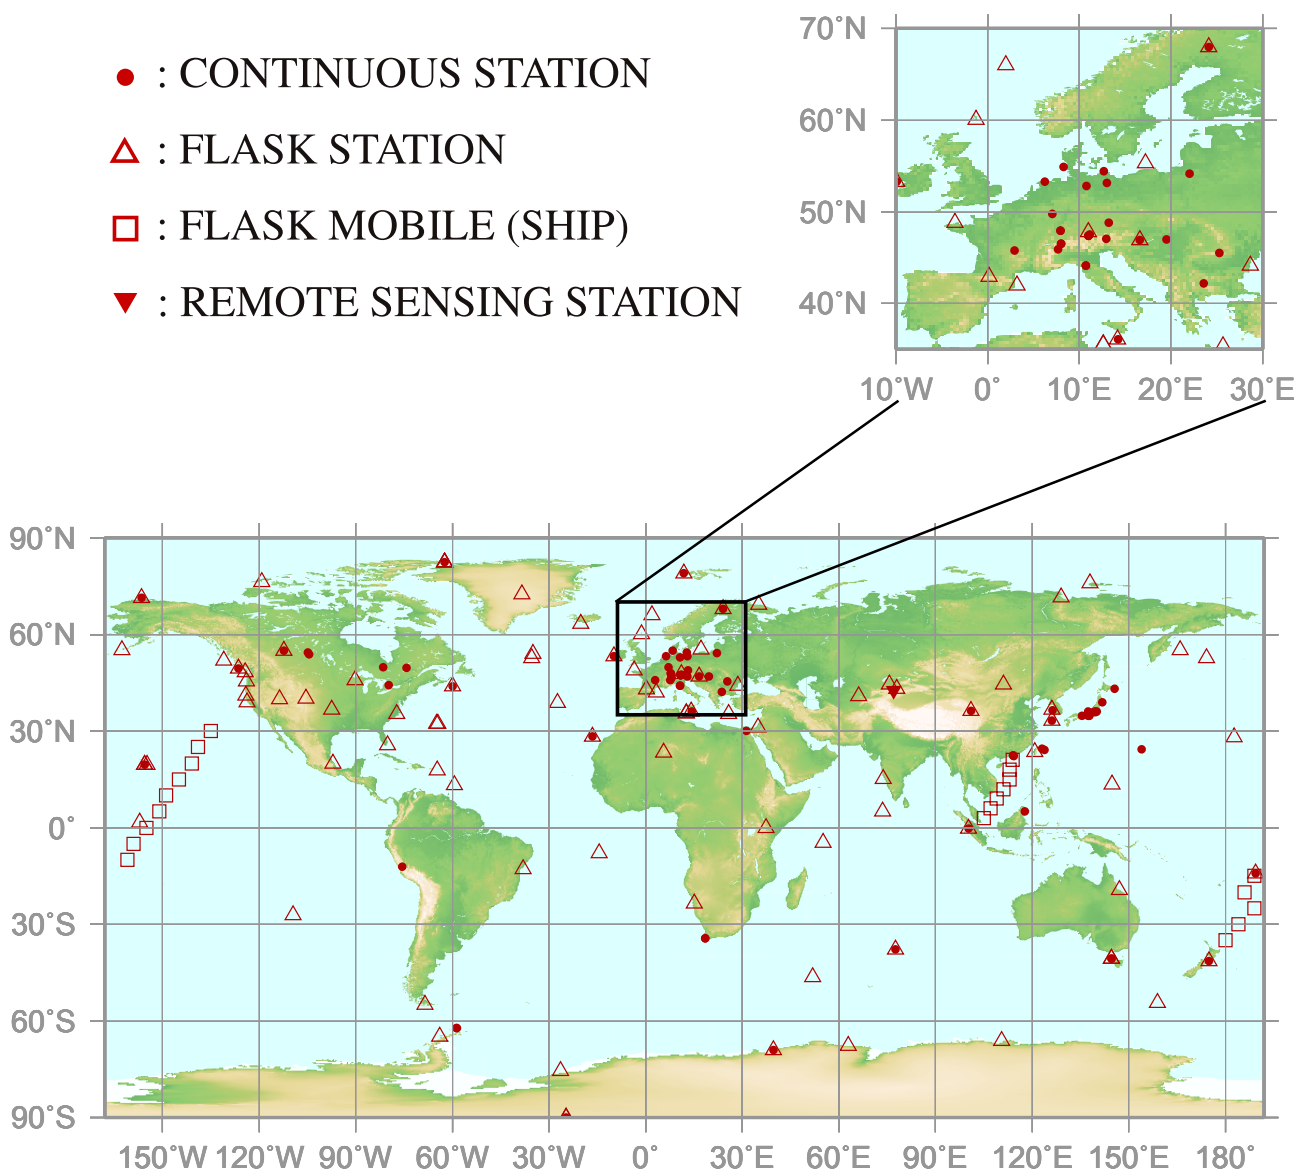 : CONTINUOUS STATION
: FLASK STATION
: FLASK MOBILE (SHIP)
: REMOTE SENSING STATION
70˚N
60˚N
50˚N
40˚N
10˚W 0˚ 10˚E 20˚E 30˚E
90˚N
60˚N
30˚N
0˚
30˚S
60˚S
90˚S
150˚W 120˚W 90˚W 60˚W 30˚W 0˚ 30˚E 60˚E 90˚E 120˚E 150˚E 180˚